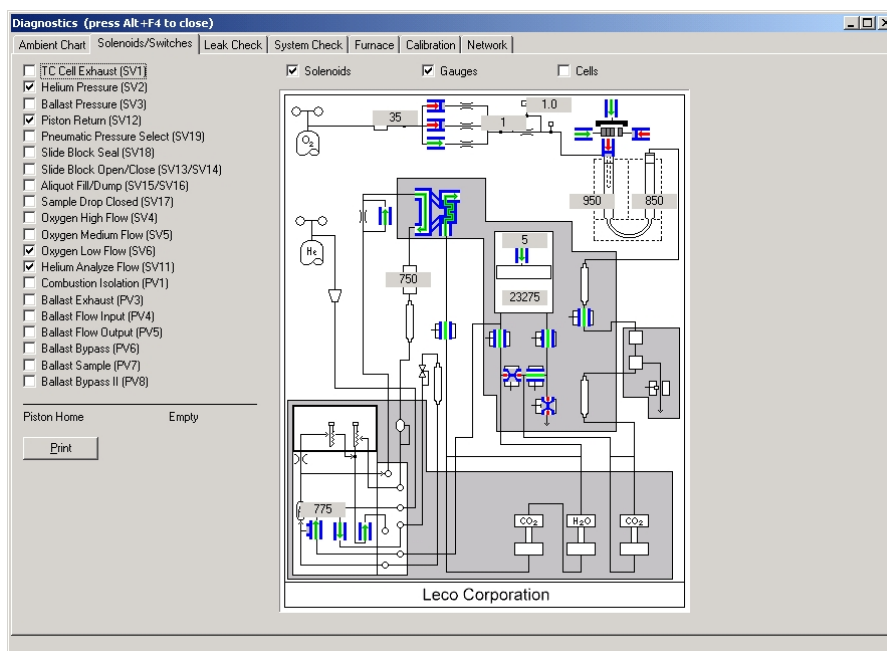 Diagnostics (press Alt+F4 to close)
Ambient Chart Solenoids/Switches Leak Check System Check Furnace Calibration Network
TC Cell Exhaust (SV1)
Helium Pressure (SV2)
Ballast Pressure (SV3)
Piston Return (SV12)
Pneumatic Pressure Select (SV19)
Slide Block Seal (SV18)
Slide Block Open/Close (SV13/SV14)
Aliquot Fill/Dump (SV15/SV16)
Sample Drop Closed (SV17)
Oxygen High Flow (SV4)
Oxygen Medium Flow (SV5)
Oxygen Low Flow (SV6)
Helium Analyze Flow (SV11)
Combustion Isolation (PV1)
Ballast Exhaust (PV3)
Ballast Flow Input (PV4)
Ballast Flow Output (PV5)
Ballast Bypass (PV6)
Ballast Sample (PV7)
Ballast Bypass II (PV8)
Piston Home Empty
Print
Solenoids Gauges Cells
1.0
35 1
O2
950 850
He
5
750
23275
775
CO2 H2O CO2
Leco Corporation